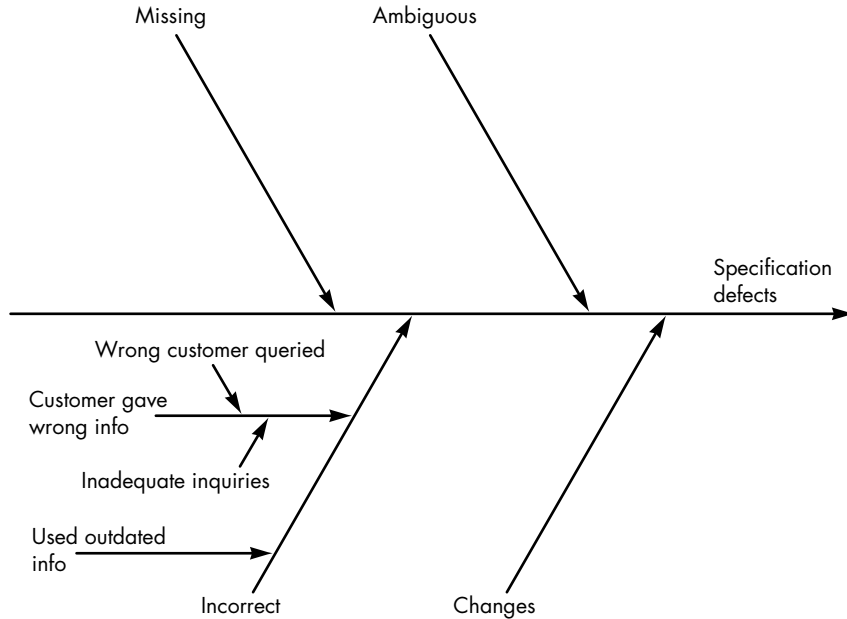 Missing
Ambiguous
Specification
defects
Wrong customer queried
Customer gave
wrong info
Inadequate inquiries
Used outdated
info
Incorrect
Changes